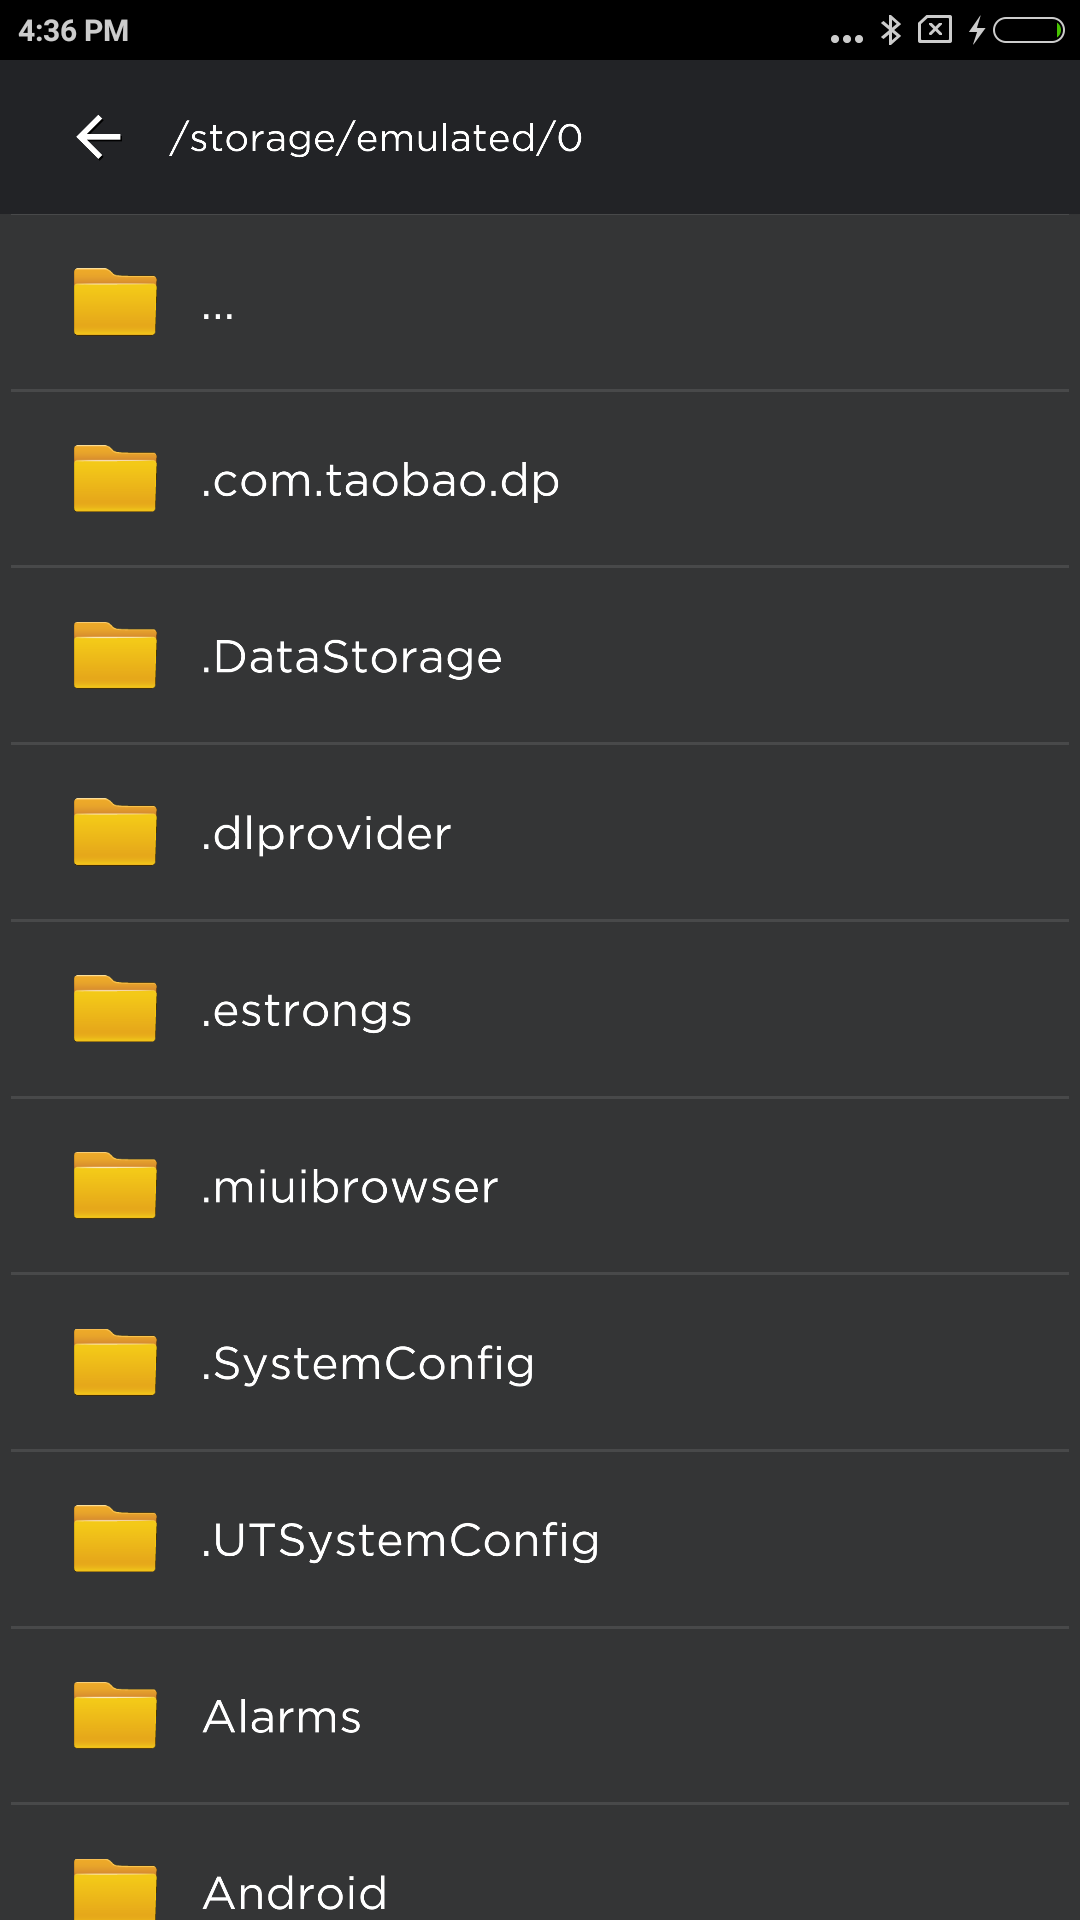 4:36 PM
/storage/emulated/0
...
.com.taobao.dp
.DataStorage
.dlprovider
.estrongs
.miuibrowser
.SystemConfig
.UTSystemConfig
Alarms
Android